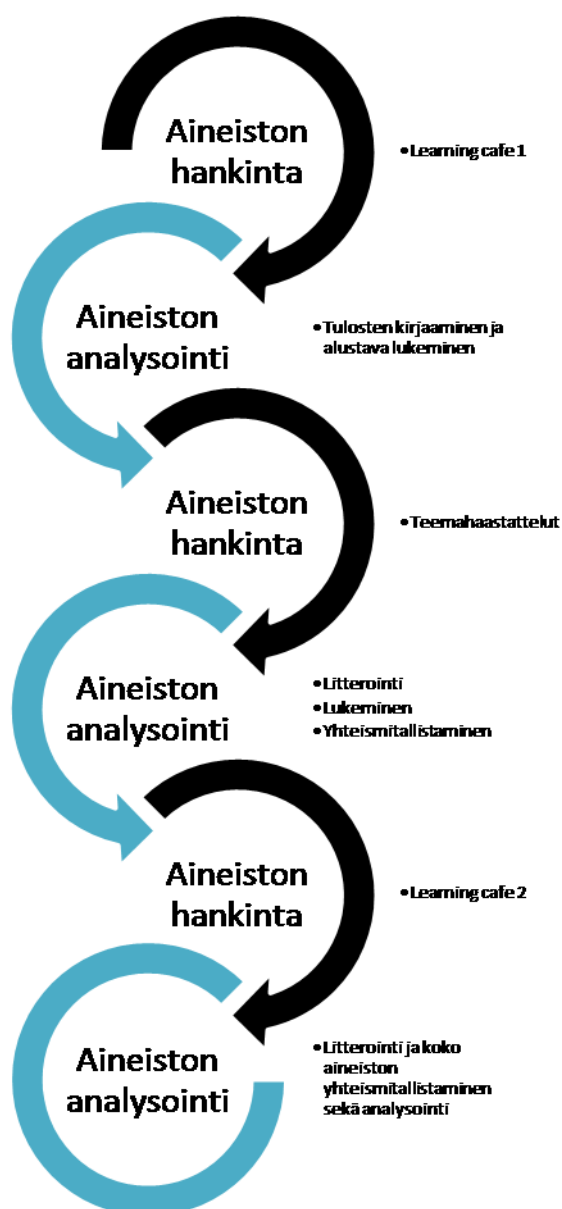 Aineiston
hankinta
• Learning cafe 1
Aineiston
analysointi
• Tulosten kirjaaminen ja
alustava lukeminen
Aineiston
hankinta
• Teemahaastattelut
Aineiston
analysointi
• Litterointi
• Lukeminen
• Yhteismitallistaminen
Aineiston
hankinta
• Learning cafe 2
Aineiston
analysointi
• Litterointi ja koko
aineiston
yhteismitallistaminen
sekä analysointi